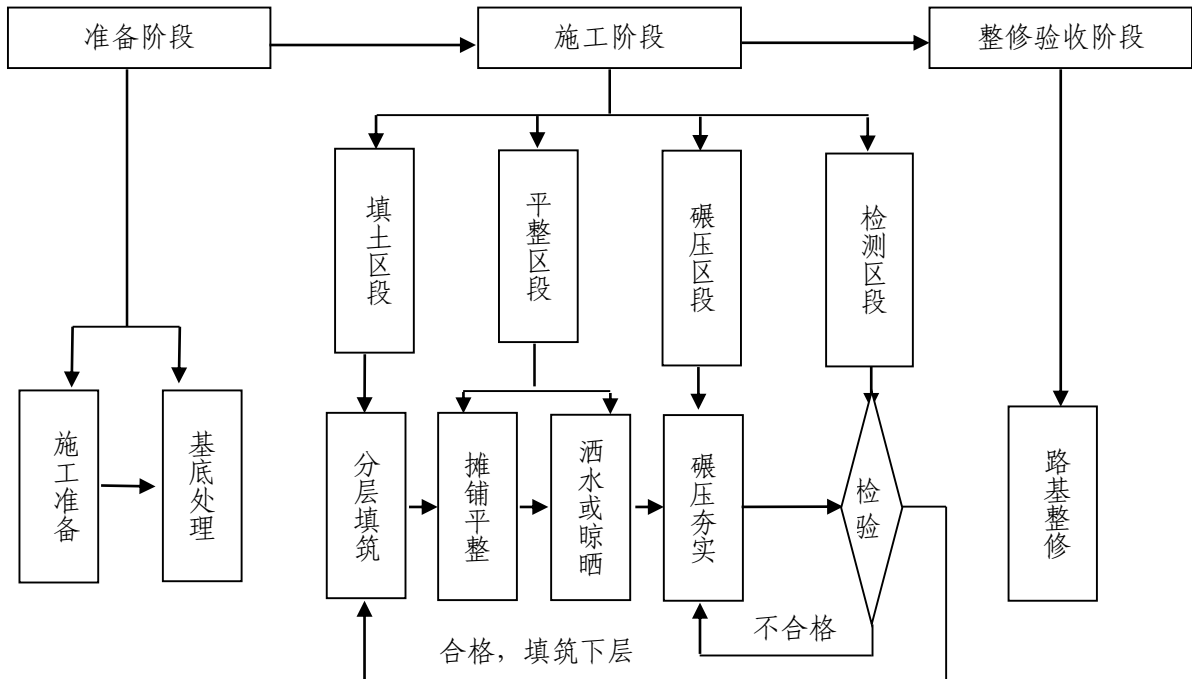 准备阶段
施工阶段
整修验收阶段
填土区段
平整区段
碾压区段
检测区段
施工准备
基底处理
分层填筑
摊铺平整
洒水或晾晒
碾压夯实
检验
路基整修
不合格
合格，填筑下层